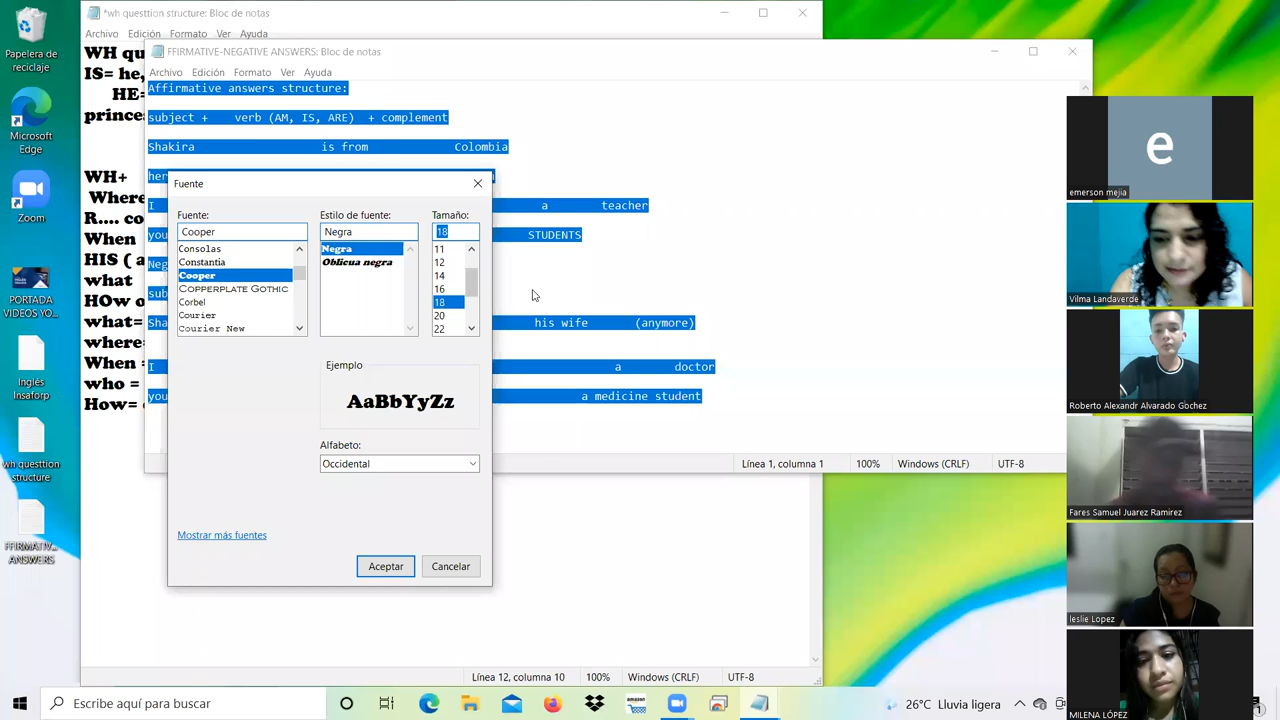 Papelera de
reciclaje
Microsoft
Edge
Zoom
PORTADA
VIDEOS YO...
Inglés
Insaforp
wh questtion
structure
FFIRMATIV...
ANSWERS
*wh questtion structure: Bloc de notas
Archivo Edición Formato Ver Ayuda
WH qu
IS= he,
HE=
prince
WH+
Where
R.... co
When
HIS ( a
what
HOw o
what=
where=
When =
who =
How=
Línea 12, columna 10 100% Windows (CRLF) UTF-8
FFIRMATIVE-NEGATIVE ANSWERS: Bloc de notas
Archivo Edición Formato Ver Ayuda
Affirmative answers structure:
subject + verb (AM, IS, ARE) + complement
Shakira is from Colombia
her
I a teacher
you STUDENTS
Neg
sub
Sha his wife (anymore)
I a doctor
you a medicine student
Línea 1, columna 1 100% Windows (CRLF) UTF-8
Fuente
Fuente: Estilo de fuente: Tamaño:
Cooper Negra 18
Consolas Negra 11
Constantia Oblicua negra 12
Cooper 14
Copperplate Gothic 16
Corbel 18
Courier 20
Courier New 22
Ejemplo
AaBbYyZz
Alfabeto:
Occidental
Mostrar más fuentes
Aceptar Cancelar
e
emerson mejia
Vilma Landaverde
Roberto Alexandr Alvarado Gochez
Fares Samuel Juarez Ramirez
leslie Lopez
MILENA LÓPEZ
Escribe aquí para buscar
amazon
26°C Lluvia ligera